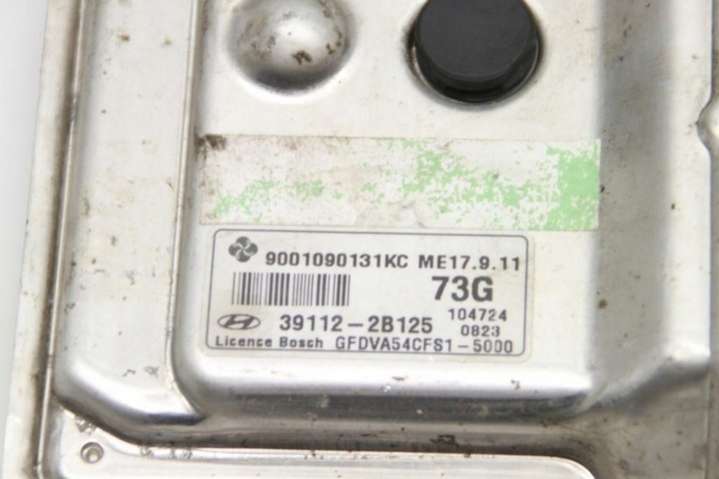 9001090131KC ME17.9.11
73G
104724
39112-2B125 0823
Licence Bosch GFDVA54CFS1-5000